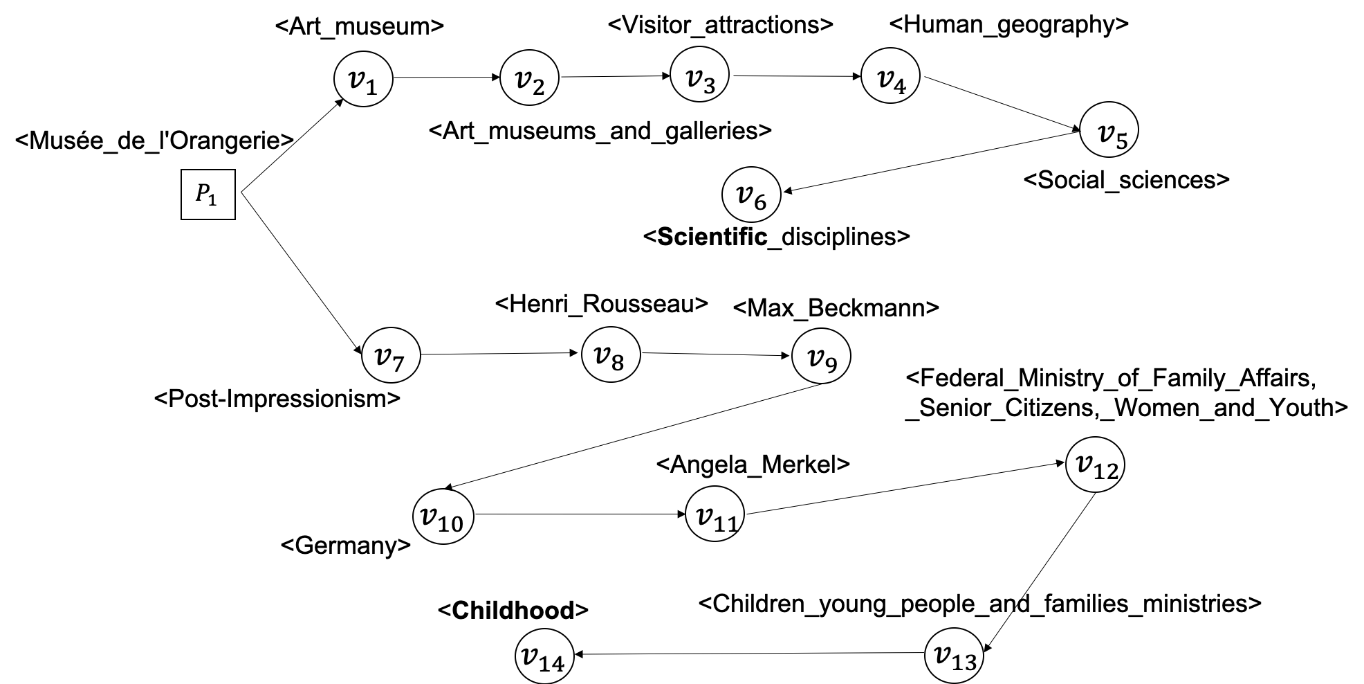 <Art_museum>
<Visitor_attractions>
<Human_geography>
v1
v2
v3
v4
<Musée_de_l'Orangerie>
<Art_museums_and_galleries>
v5
P1
v6
<Social_sciences>
<Scientific_disciplines>
<Henri_Rousseau>
<Max_Beckmann>
v7
v8
v9
<Post-Impressionism>
<Federal_Ministry_of_Family_Affairs,
_Senior_Citizens,_Women_and_Youth>
<Angela_Merkel>
v12
v10
v11
<Germany>
<Childhood>
<Children_young_people_and_families_ministries>
v14
v13